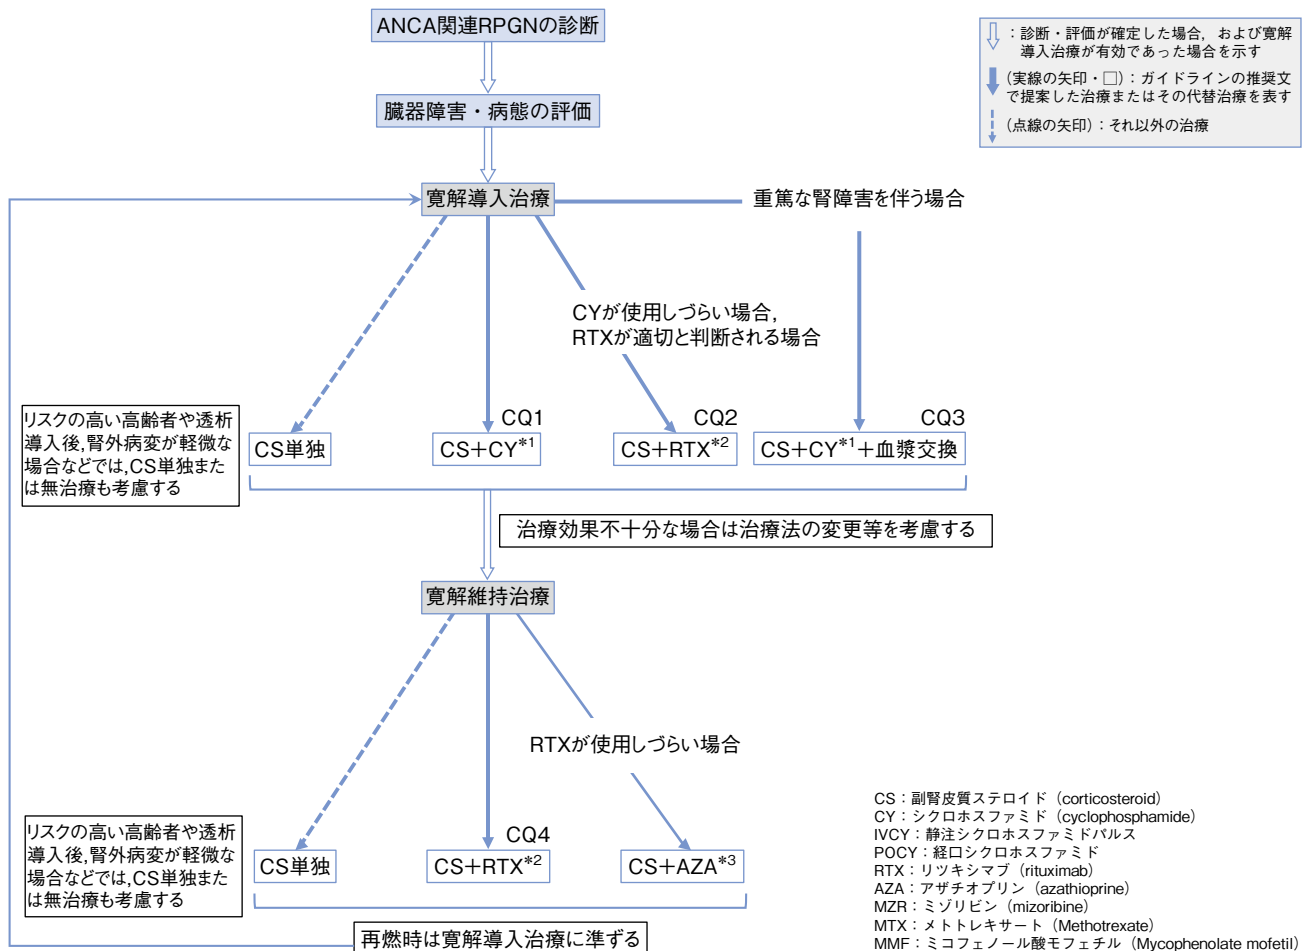 ANCA関連RPGNの診断
臓器障害・病態の評価
：診断・評価が確定した場合，および寛解
導入治療が有効であった場合を示す
(実線の矢印・□)：ガイドラインの推奨文
で提案した治療またはその代替治療を表す
(点線の矢印)：それ以外の治療
寛解導入治療
重篤な腎障害を伴う場合
CYが使用しづらい場合，
RTXが適切と判断される場合
リスクの高い高齢者や透析
導入後,腎外病変が軽微な
場合などでは,CS単独また
は無治療も考慮する
CS単独
CQ1
CS＋CY*1
CQ2
CS＋RTX*2
CQ3
CS＋CY*1＋血漿交換
治療効果不十分な場合は治療法の変更等を考慮する
寛解維持治療
RTXが使用しづらい場合
リスクの高い高齢者や透析
導入後,腎外病変が軽微な
場合などでは,CS単独また
は無治療も考慮する
CS単独
CQ4
CS＋RTX*2
CS＋AZA*3
再燃時は寛解導入治療に準ずる
CS：副腎皮質ステロイド（corticosteroid）
CY：シクロホスファミド（cyclophosphamide）
IVCY：静注シクロホスファミドパルス
POCY：経口シクロホスファミド
RTX：リツキシマブ（rituximab）
AZA：アザチオプリン（azathioprine）
MZR：ミゾリビン（mizoribine）
MTX：メトトレキサート（Methotrexate）
MMF：ミコフェノール酸モフェチル（Mycophenolate mofetil）